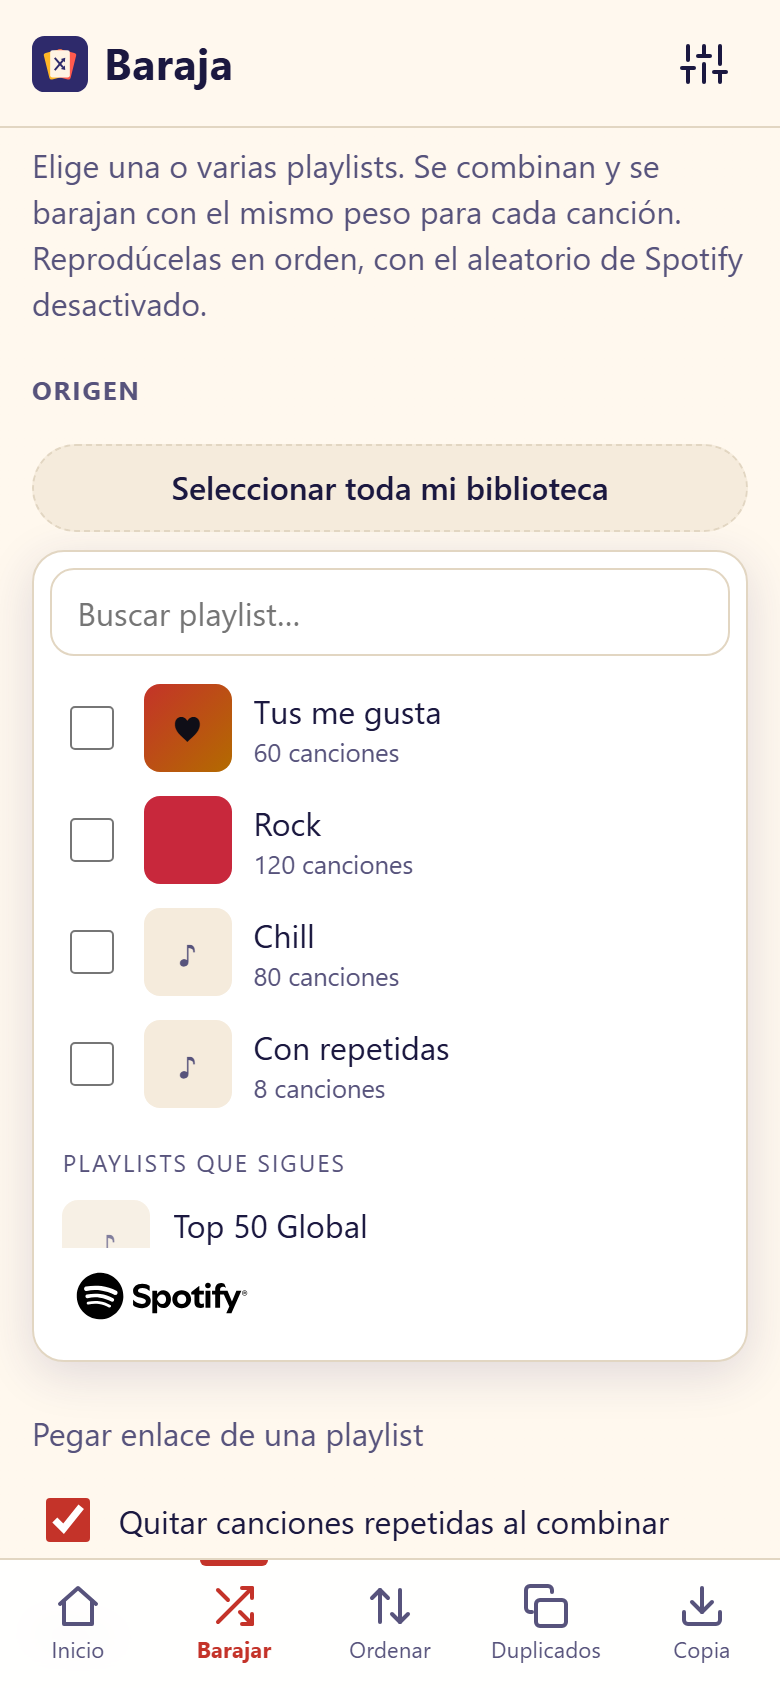 Baraja
Elige una o varias playlists. Se combinan y se
barajan con el mismo peso para cada canción.
Reprodúcelas en orden, con el aleatorio de Spotify
desactivado.
ORIGEN
Seleccionar toda mi biblioteca
Buscar playlist...
Tus me gusta
60 canciones
Rock
120 canciones
Chill
80 canciones
Con repetidas
8 canciones
PLAYLISTS QUE SIGUES
Top 50 Global
Spotify®
Pegar enlace de una playlist
Quitar canciones repetidas al combinar
Inicio
Barajar
Ordenar
Duplicados
Copia